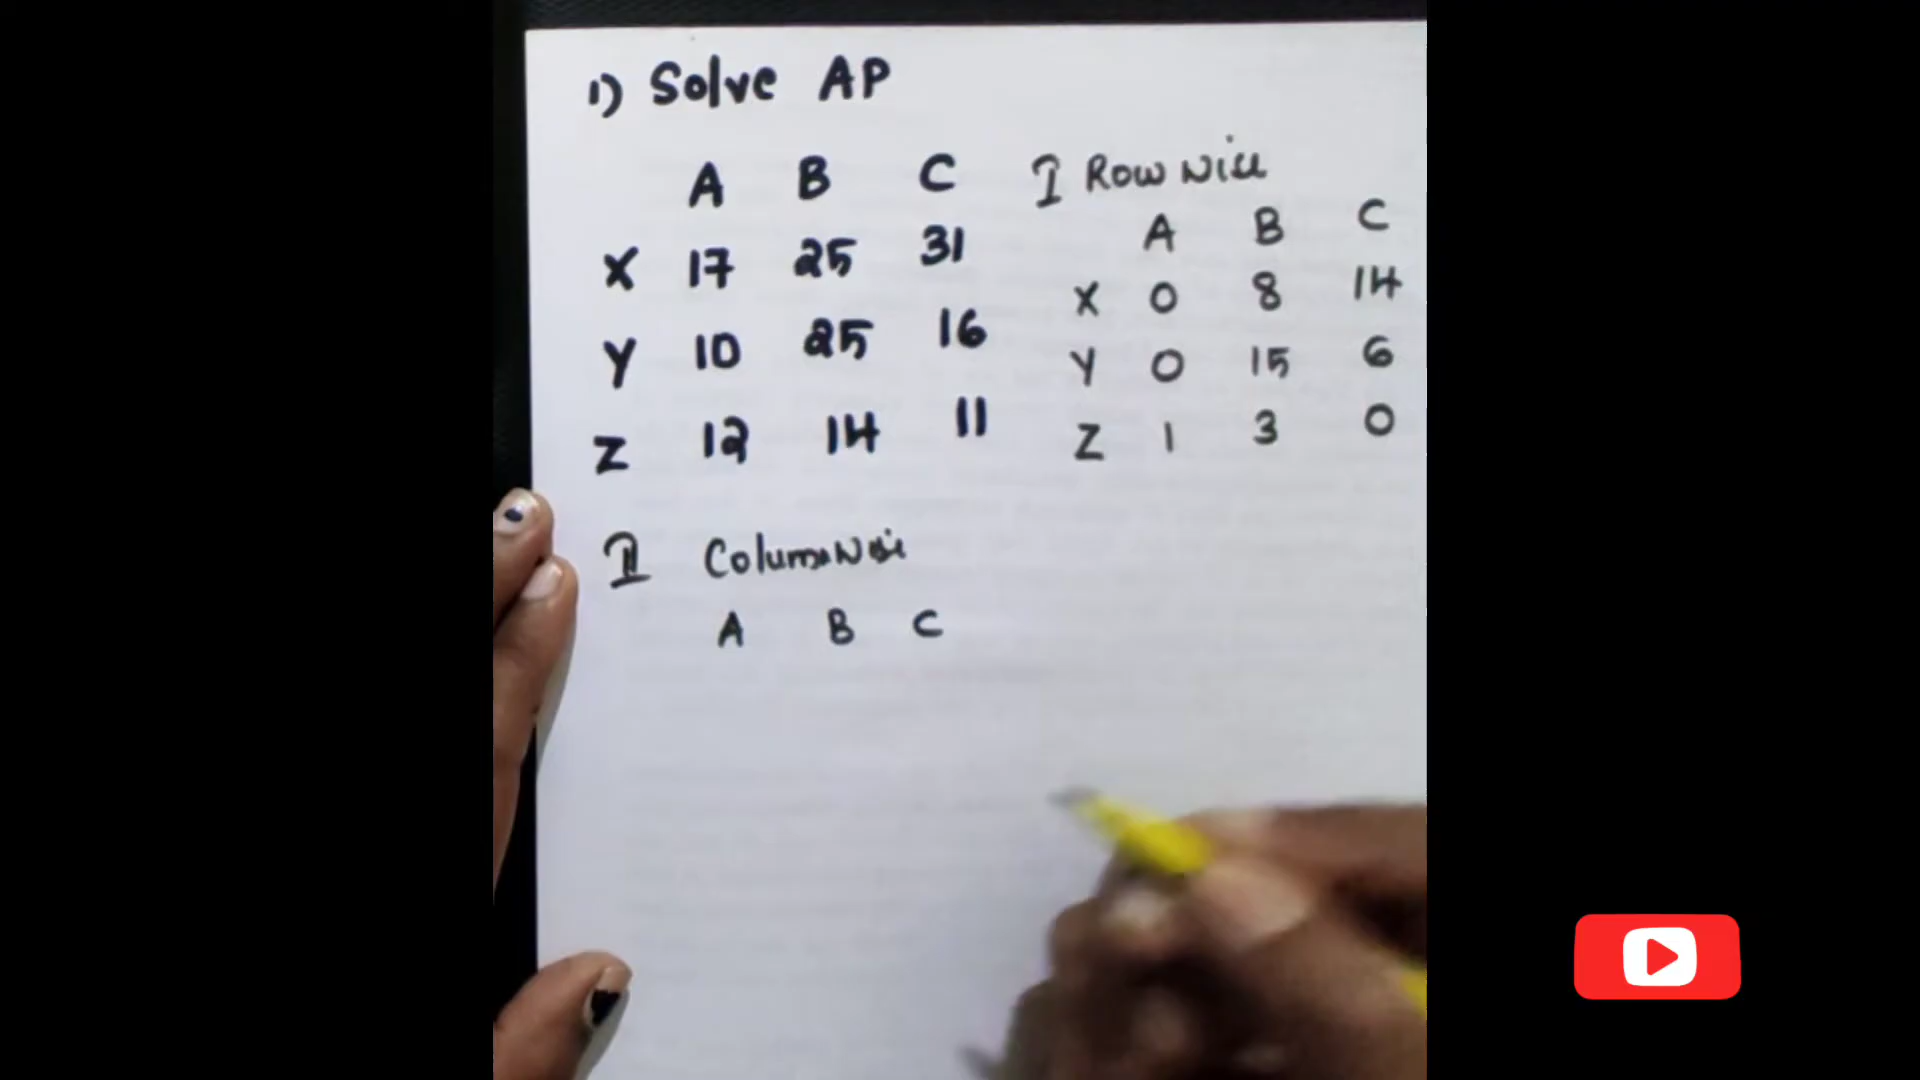 1) Solve AP
A B C
X 17 25 31
Y 10 25 16
Z 12 14 11
I Row Wise
A B C
X 0 8 14
Y 0 15 6
Z 1 3 0
II Column Wise
A B C